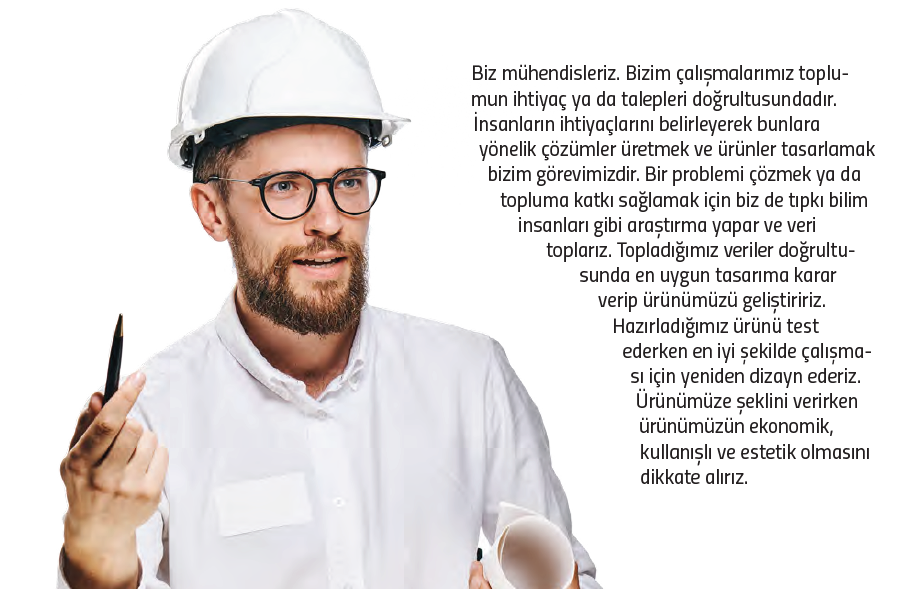 Biz mühendisleriz. Bizim çalışmalarımız toplu-
mun ihtiyaç ya da talepleri doğrultusundadır.
İnsanların ihtiyaçlarını belirleyerek bunlara
yönelik çözümler üretmek ve ürünler tasarlamak
bizim görevimizdir. Bir problemi çözmek ya da
topluma katkı sağlamak için biz de tıpkı bilim
insanları gibi araştırma yapar ve veri
toplarız. Topladığımız veriler doğrultu-
sunda en uygun tasarıma karar
verip ürünümüzü geliştiririz.
Hazırladığımız ürünü test
ederken en iyi şekilde çalışma-
sı için yeniden dizayn ederiz.
Ürünümüze şeklini verirken
ürünümüzün ekonomik,
kullanışlı ve estetik olmasını
dikkate alırız.